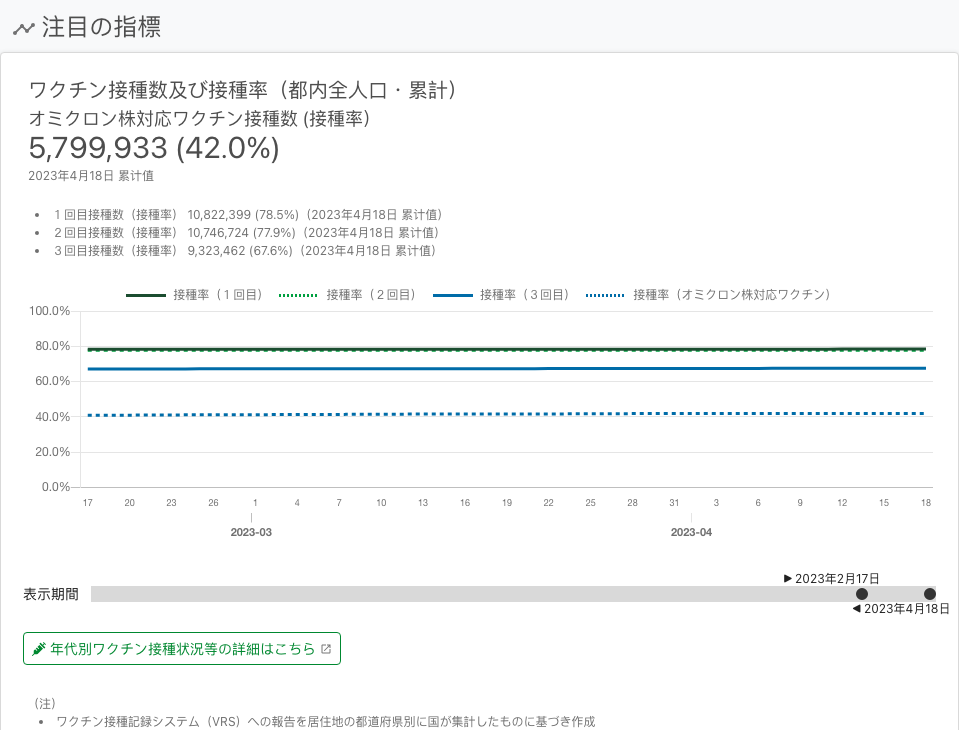 注目の指標
ワクチン接種数及び接種率（都内全人口・累計）
オミクロン株対応ワクチン接種数 (接種率）
5,799,933 (42.0%)
2023年4月18日 累計値
• １回目接種数（接種率） 10,822,399 (78.5%)（2023年4月18日 累計値）
• ２回目接種数（接種率） 10,746,724 (77.9%)（2023年4月18日 累計値）
• ３回目接種数（接種率） 9,323,462 (67.6%)（2023年4月18日 累計値）
接種率（１回目） 接種率（２回目） 接種率（３回目） 接種率（オミクロン株対応ワクチン）
100.0%
80.0%
60.0%
40.0%
20.0%
0.0%
17 20 23 26 1 4 7 10 13 16 19 22 25 28 31 3 6 9 12 15 18
2023-03 2023-04
▶ 2023年2月17日
表示期間
◀ 2023年4月18日
年代別ワクチン接種状況等の詳細はこちら
（注）
• ワクチン接種記録システム（VRS）への報告を居住地の都道府県別に国が集計したものに基づき作成